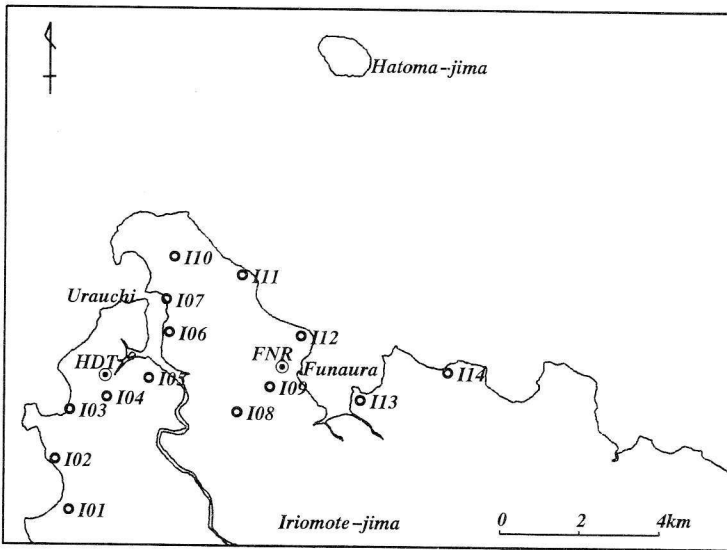 Hatoma-jima
I10
I11
Urauchi
I07
I06
I12
HDT
FNR
Funaura
I05
I09
I14
I04
I13
I03
I08
I02
I01
Iriomote-jima
0 2 4km